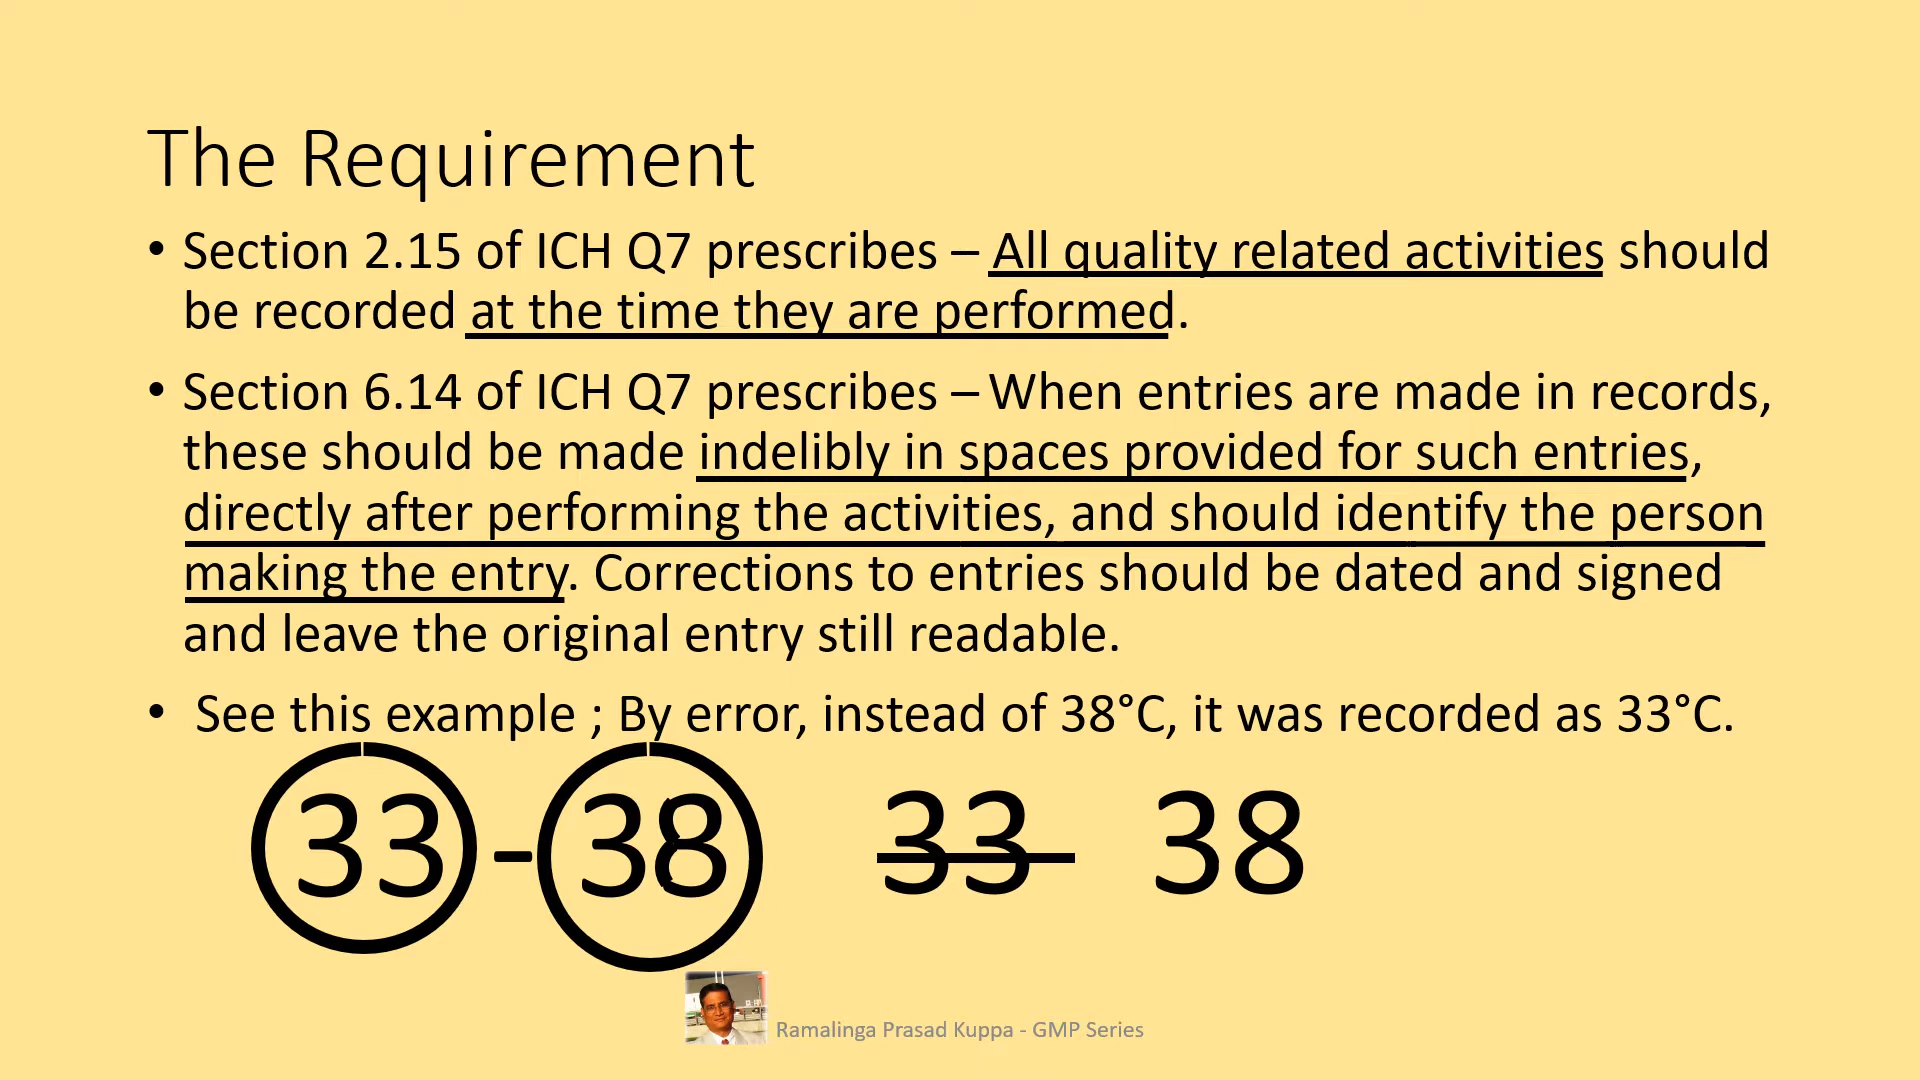 The Requirement
• Section 2.15 of ICH Q7 prescribes – All quality related activities should
be recorded at the time they are performed.
• Section 6.14 of ICH Q7 prescribes – When entries are made in records,
these should be made indelibly in spaces provided for such entries,
directly after performing the activities, and should identify the person
making the entry. Corrections to entries should be dated and signed
and leave the original entry still readable.
• See this example ; By error, instead of 38°C, it was recorded as 33°C.
33 - 38 33 38
Ramalinga Prasad Kuppa - GMP Series